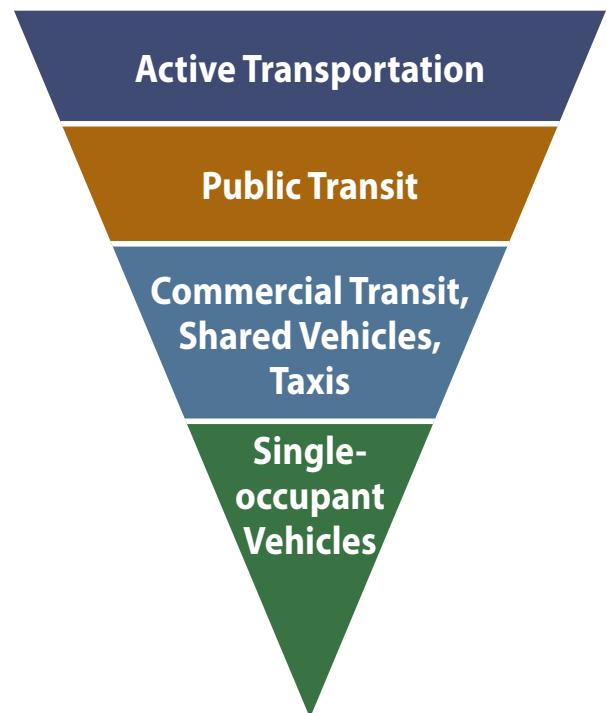 Active Transportation
Public Transit
Commercial Transit,
Shared Vehicles,
Taxis
Single-
occupant
Vehicles